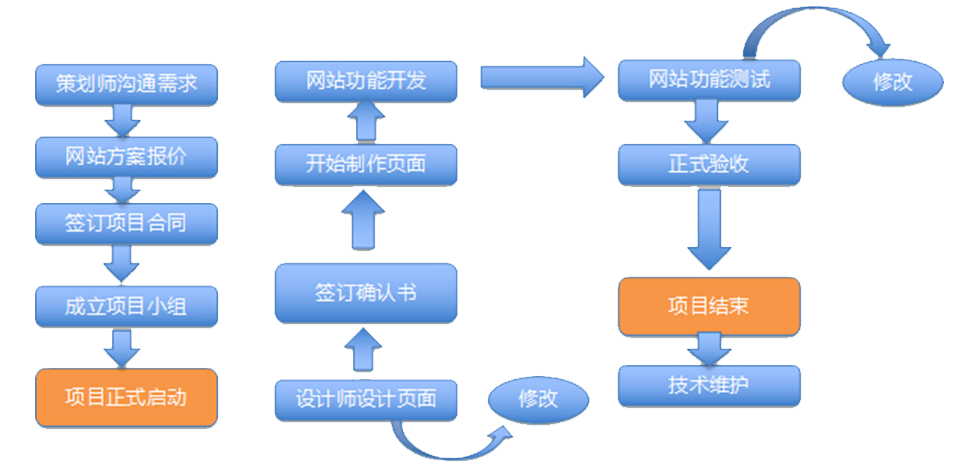 策划师沟通需求
网站方案报价
签订项目合同
成立项目小组
项目正式启动
网站功能开发
开始制作页面
签订确认书
设计师设计页面
修改
网站功能测试
修改
正式验收
项目结束
技术维护